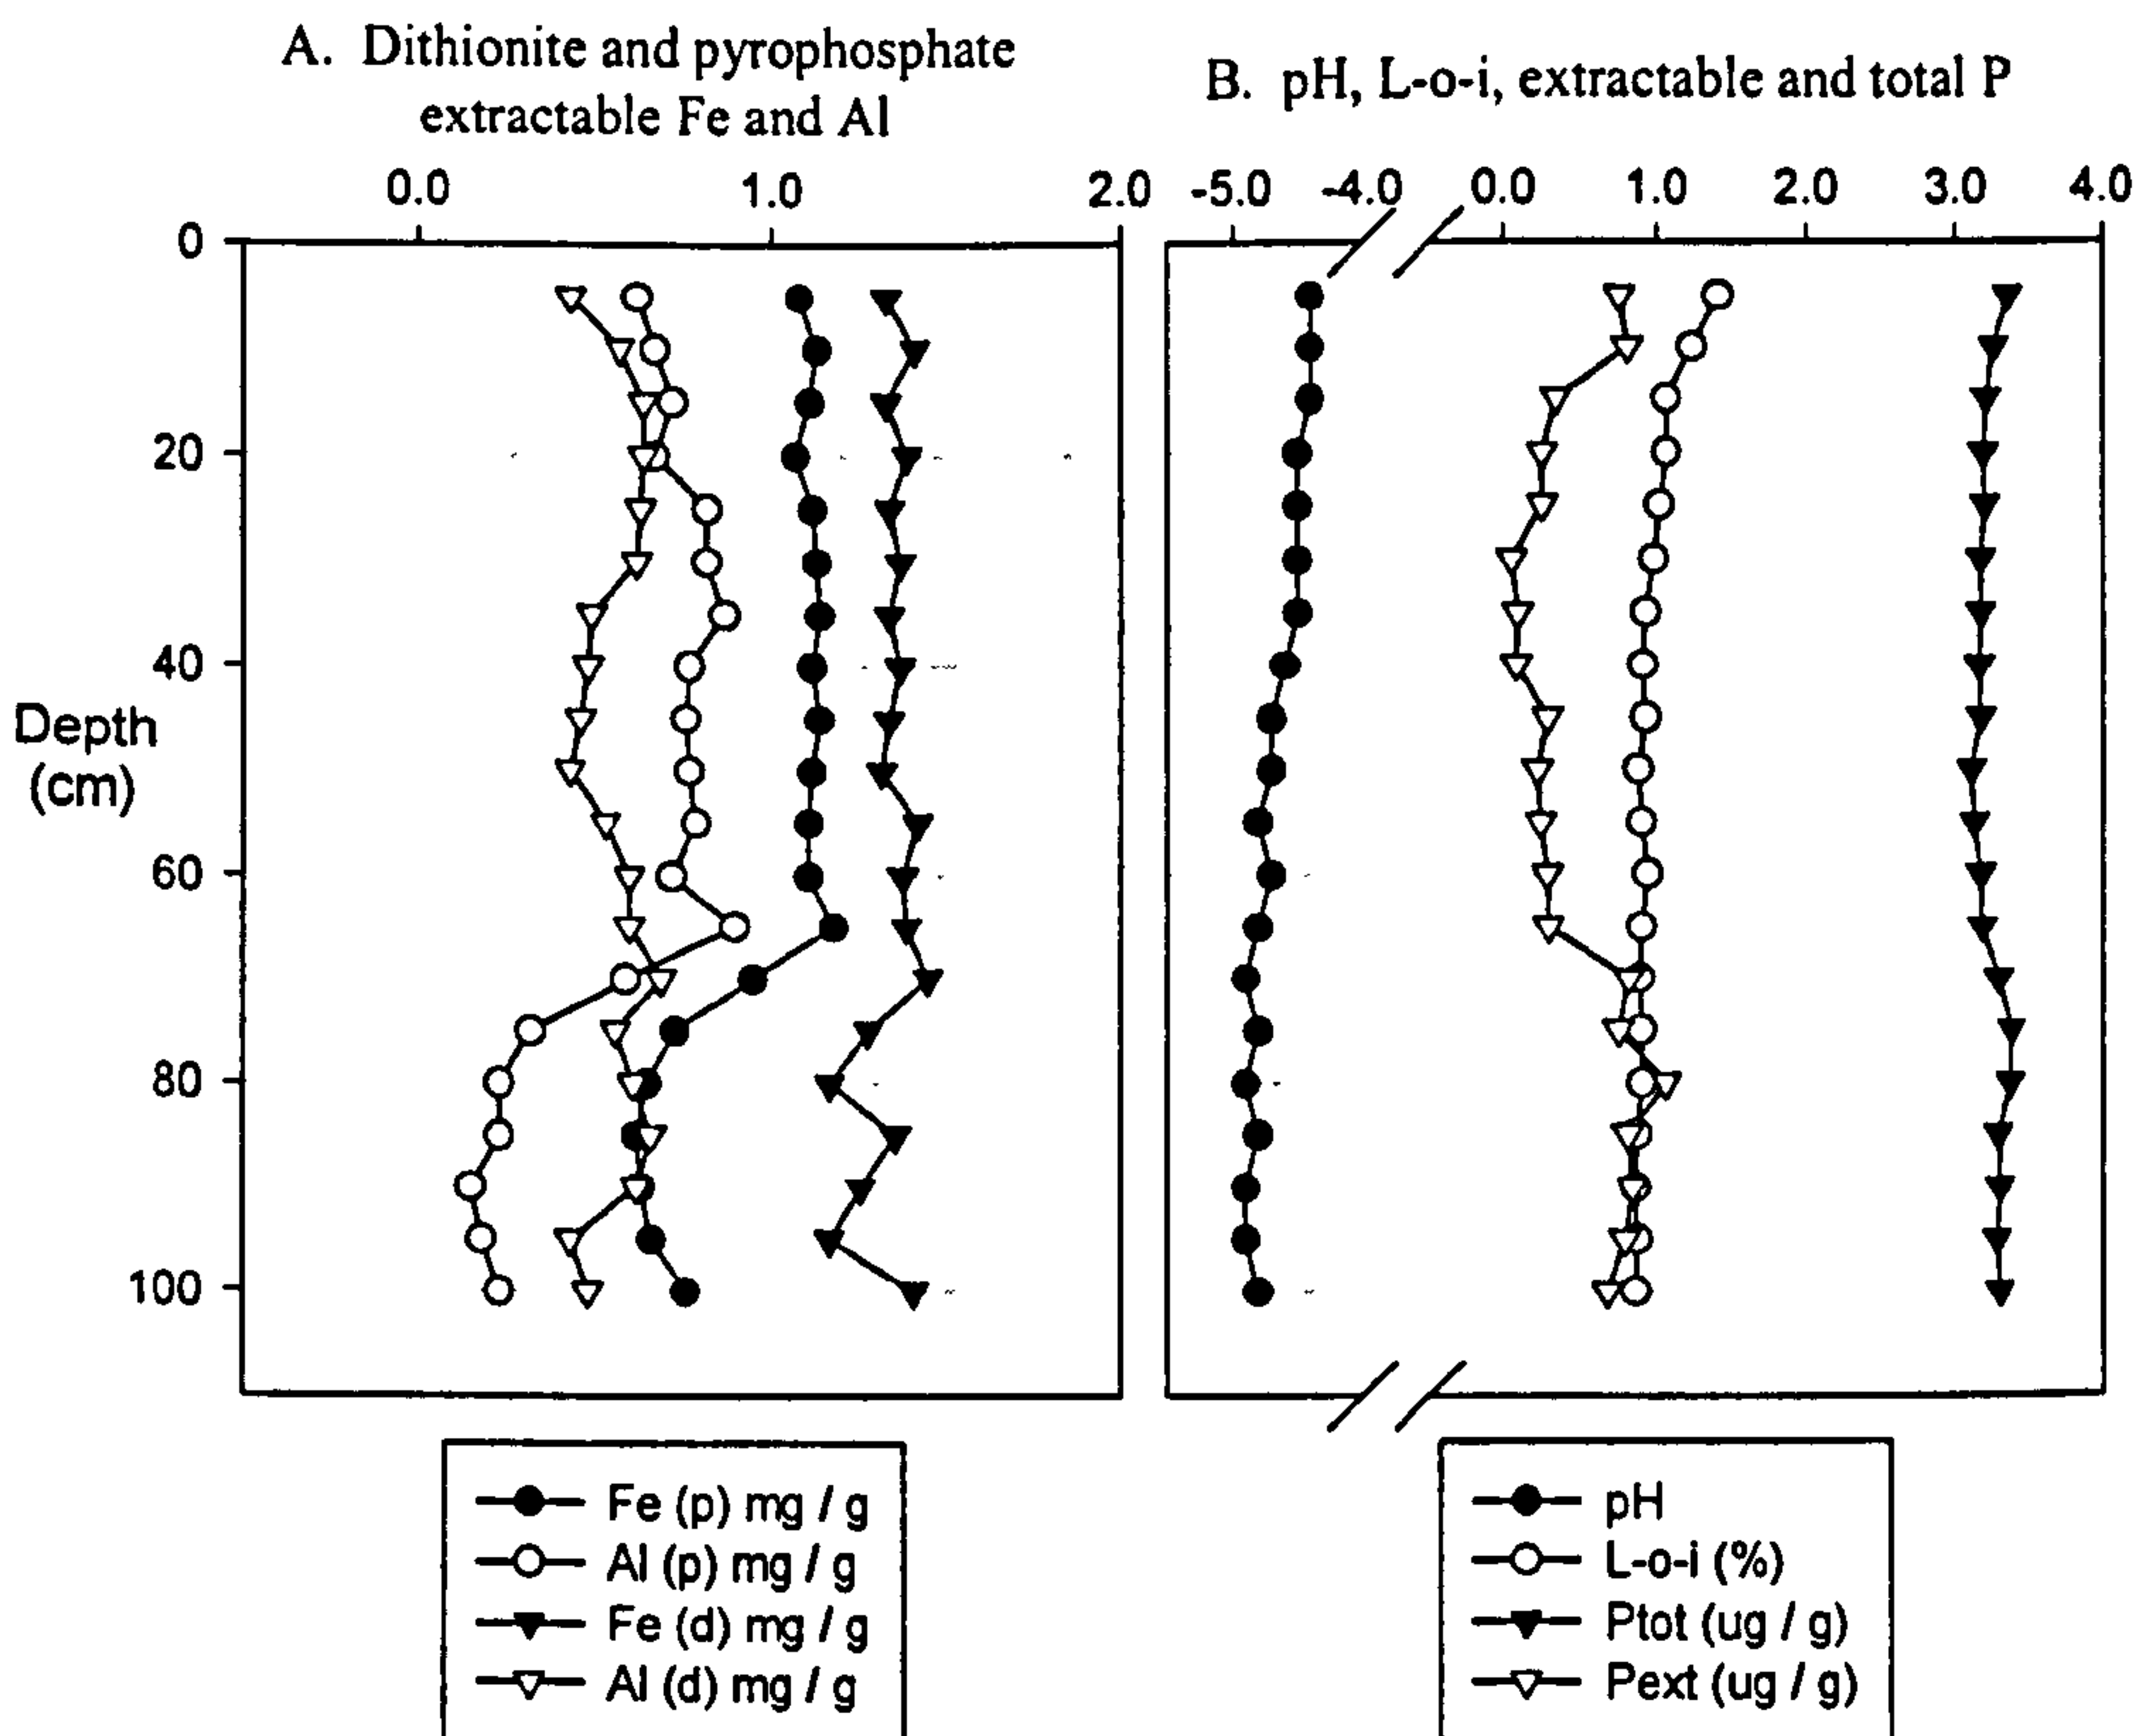 A. Dithionite and pyrophosphate
extractable Fe and Al
0.0 1.0 2.0
0
20
40
60
80
100
Depth
(cm)
Fe (p) mg / g
Al (p) mg / g
Fe (d) mg / g
Al (d) mg / g
B. pH, L-o-i, extractable and total P
-5.0 -4.0 0.0 1.0 2.0 3.0 4.0
pH
L-o-i (%)
Ptot (ug / g)
Pext (ug / g)